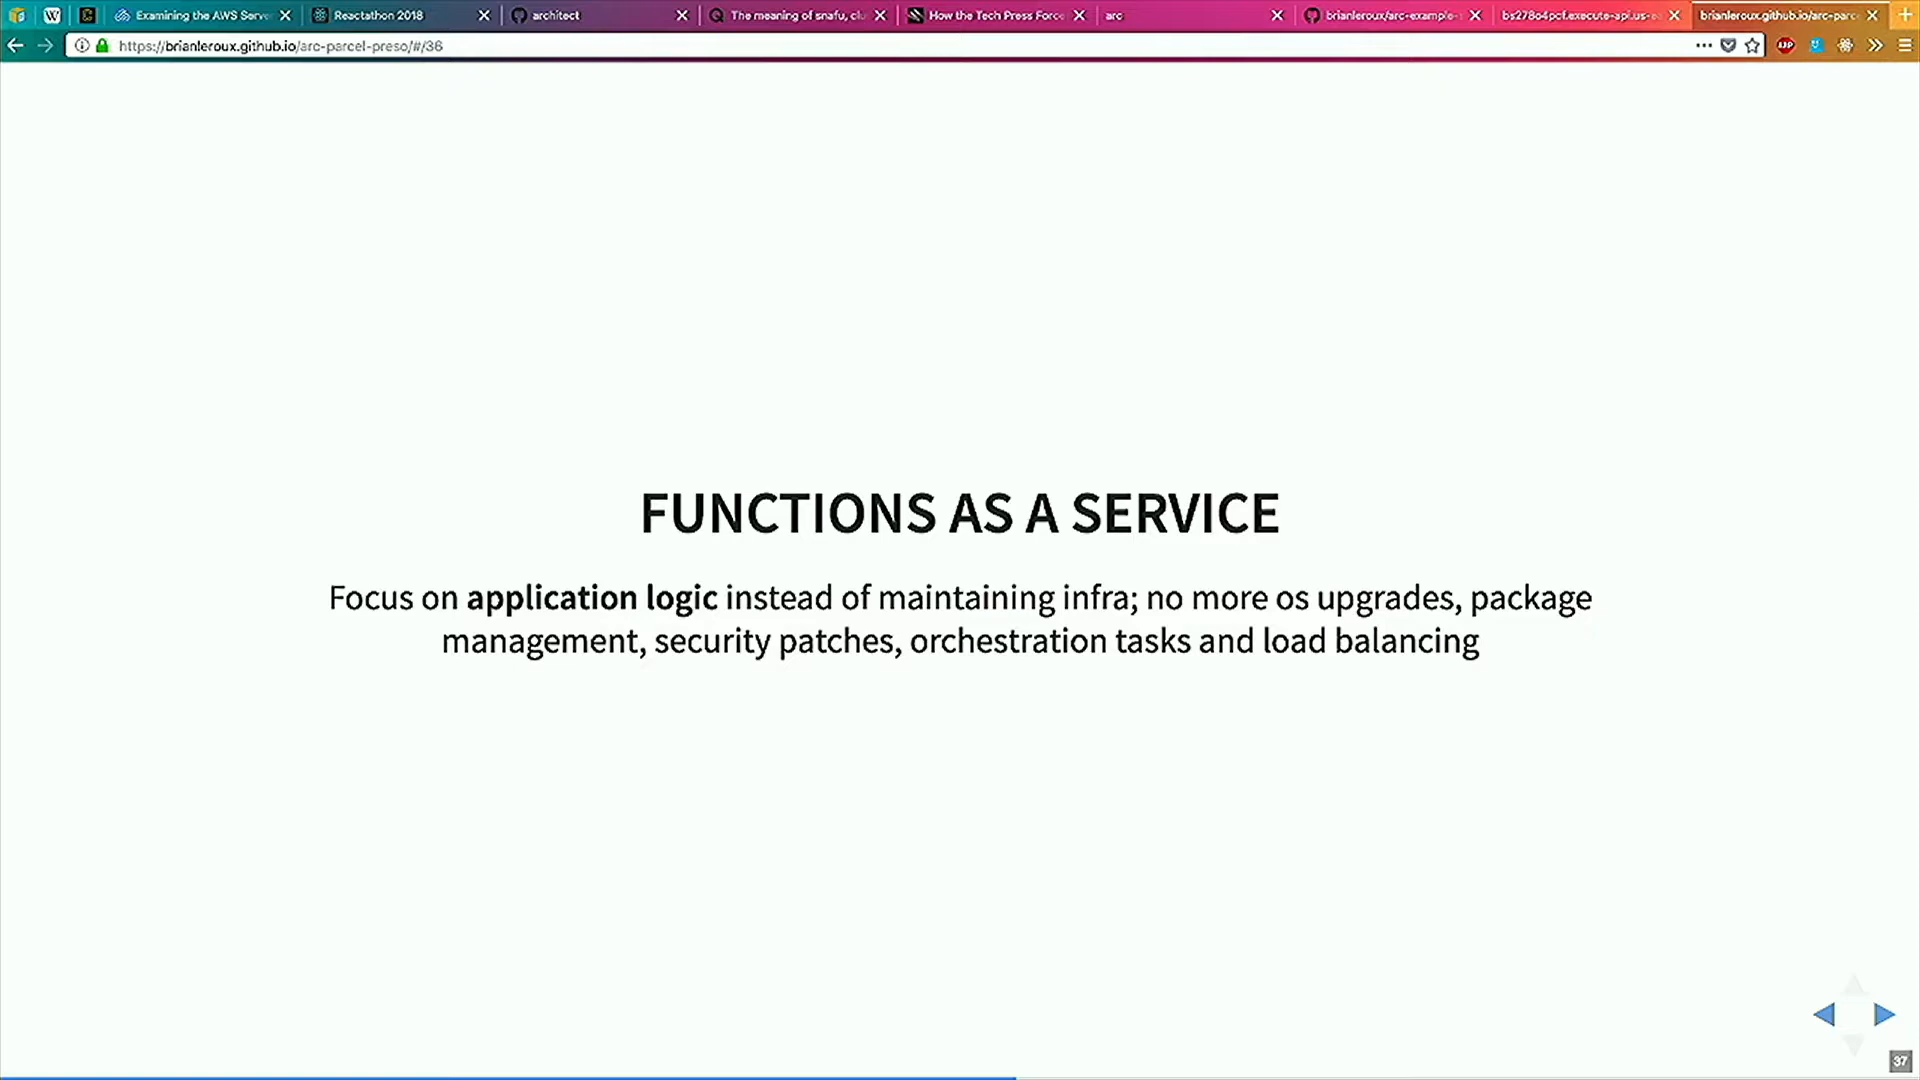 Examining the AWS Serve
Reactathon 2018
architect
The meaning of snafu, clu
How the Tech Press Force
arc
brianleroux/arc-example-
bs278o4pcf.execute-api.us-ea
brianleroux.github.io/arc-parc
https://brianleroux.github.io/arc-parcel-preso/#/36
FUNCTIONS AS A SERVICE
Focus on application logic instead of maintaining infra; no more os upgrades, package
management, security patches, orchestration tasks and load balancing
37